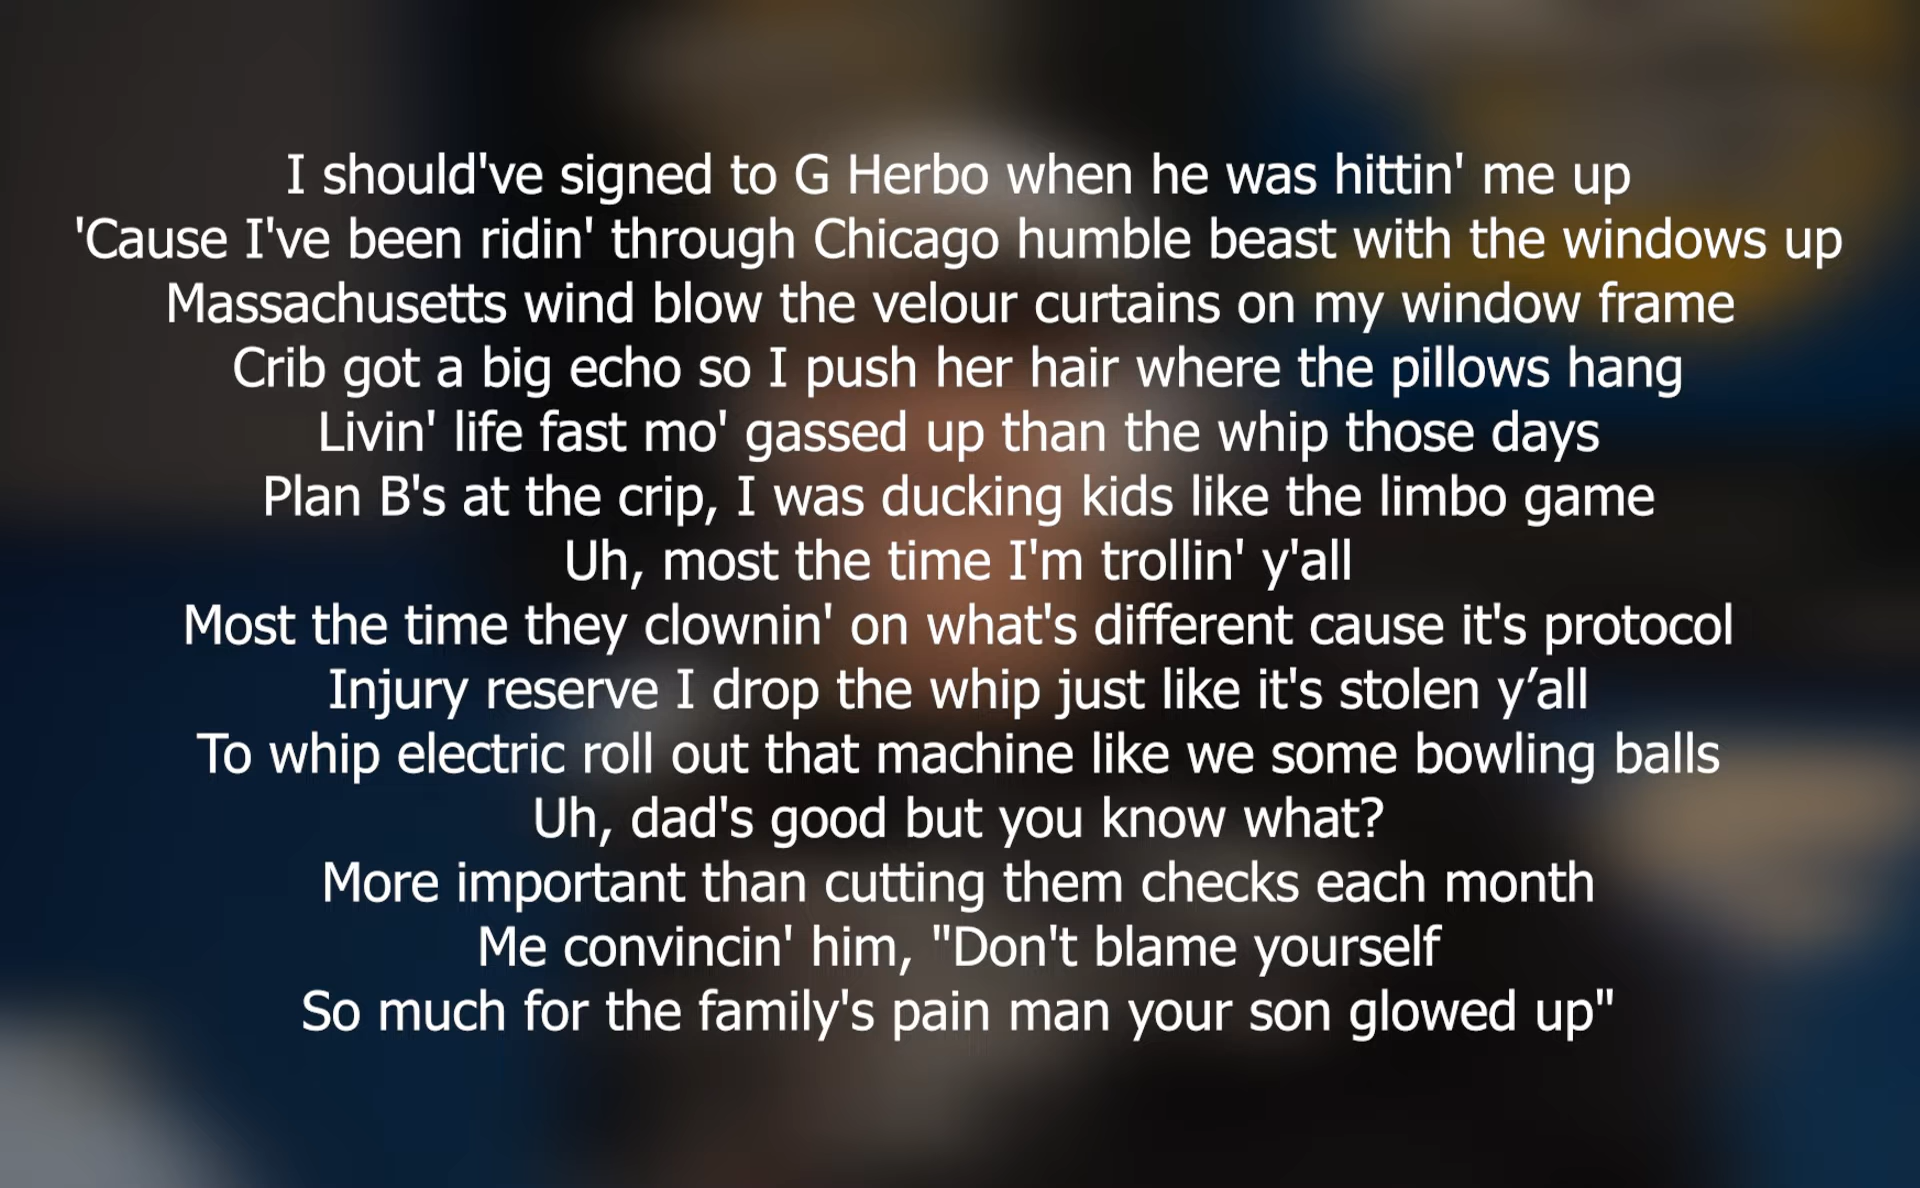 I should've signed to G Herbo when he was hittin' me up
'Cause I've been ridin' through Chicago humble beast with the windows up
Massachusetts wind blow the velour curtains on my window frame
Crib got a big echo so I push her hair where the pillows hang
Livin' life fast mo' gassed up than the whip those days
Plan B's at the crip, I was ducking kids like the limbo game
Uh, most the time I'm trollin' y'all
Most the time they clownin' on what's different cause it's protocol
Injury reserve I drop the whip just like it's stolen y’all
To whip electric roll out that machine like we some bowling balls
Uh, dad's good but you know what?
More important than cutting them checks each month
Me convincin' him, "Don't blame yourself
So much for the family's pain man your son glowed up"